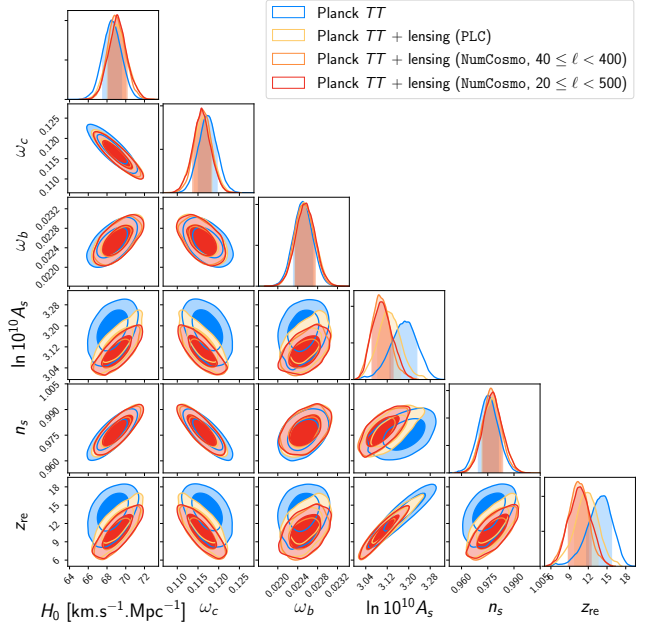 Planck TT
Planck TT + lensing (PLC)
Planck TT + lensing (NumCosmo, 40 ≤ ℓ < 400)
Planck TT + lensing (NumCosmo, 20 ≤ ℓ < 500)
0.125
0.120
0.115
0.110
ω_c
0.0232
0.0228
0.0224
0.0220
ω_b
3.28
3.20
3.12
3.04
ln 10^10 A_s
1.005
0.990
0.975
0.960
n_s
18
15
12
9
6
z_re
64 66 68 70 72
0.110 0.115 0.120 0.125
0.0220 0.0224 0.0228 0.0232
3.04 3.12 3.20 3.28
0.960 0.975 0.990 1.005
6 9 12 15 18
H_0 [km.s^−1.Mpc^−1] ω_c ω_b ln 10^10 A_s n_s z_re